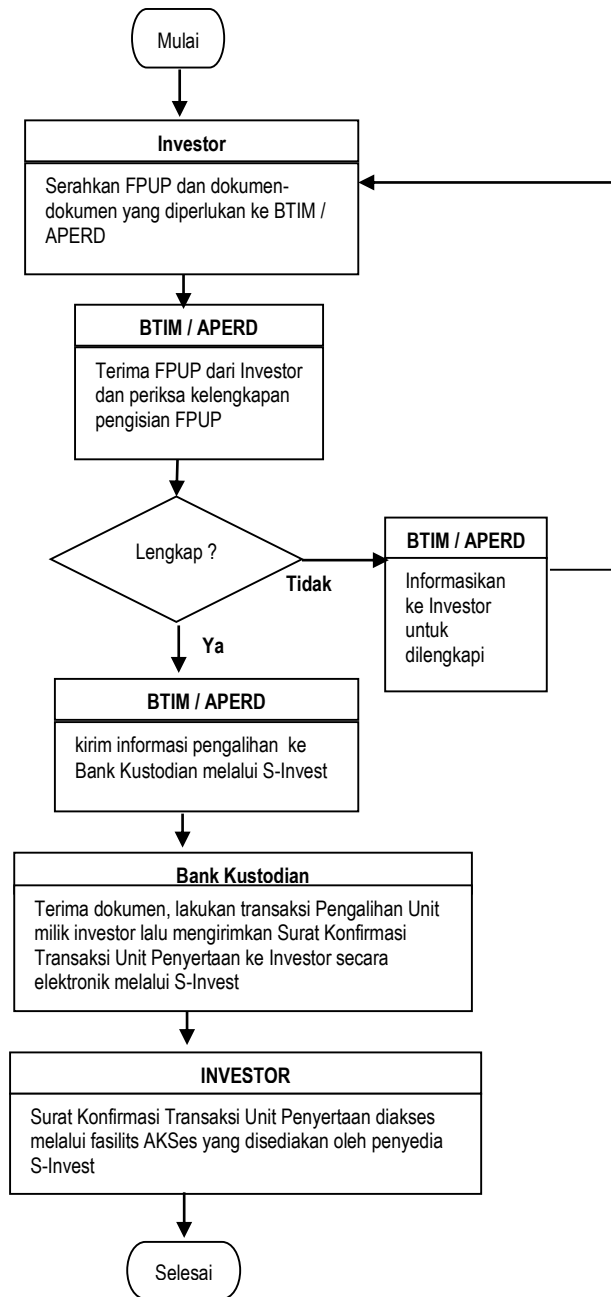 Mulai
Investor
Serahkan FPUP dan dokumen-
dokumen yang diperlukan ke BTIM /
APERD
BTIM / APERD
Terima FPUP dari Investor
dan periksa kelengkapan
pengisian FPUP
Lengkap ?
Tidak
BTIM / APERD
Informasikan
ke Investor
untuk
dilengkapi
Ya
BTIM / APERD
kirim informasi pengalihan ke
Bank Kustodian melalui S-Invest
Bank Kustodian
Terima dokumen, lakukan transaksi Pengalihan Unit
milik investor lalu mengirimkan Surat Konfirmasi
Transaksi Unit Penyertaan ke Investor secara
elektronik melalui S-Invest
INVESTOR
Surat Konfirmasi Transaksi Unit Penyertaan diakses
melalui fasilits AKSes yang disediakan oleh penyedia
S-Invest
Selesai